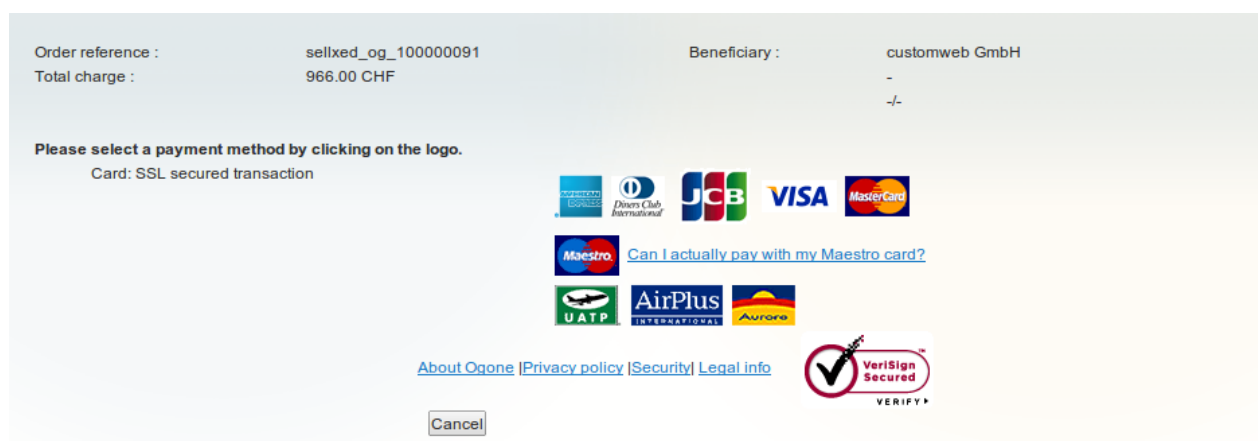 Order reference : sellxed_og_100000091 Beneficiary : customweb GmbH
Total charge : 966.00 CHF -
-/-
Please select a payment method by clicking on the logo.
Card: SSL secured transaction
AMERICAN EXPRESS
Diners Club International
JCB
VISA
MasterCard
Maestro Can I actually pay with my Maestro card?
UATP
AirPlus INTERNATIONAL
Aurore
About Ogone |Privacy policy |Security| Legal info
VeriSign Secured
VERIFY
Cancel